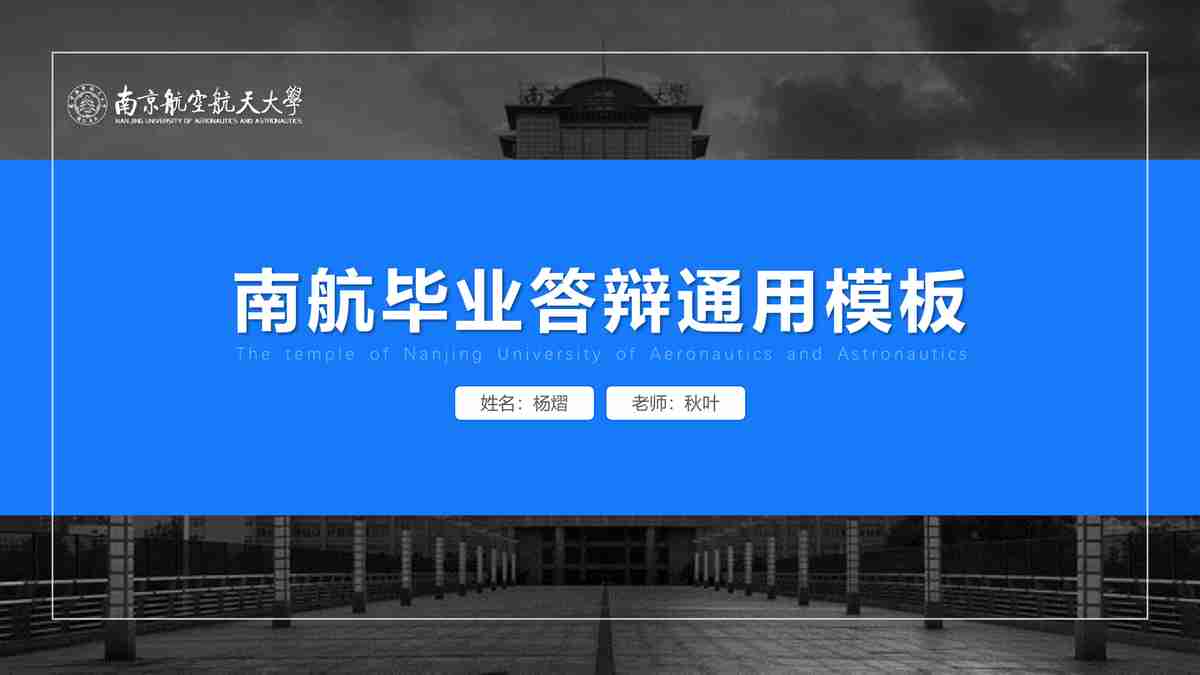 南京航空航天大學
NANJING UNIVERSITY OF AERONAUTICS AND ASTRONAUTICS
南航毕业答辩通用模板
The temple of Nanjing University of Aeronautics and Astronautics
姓名：杨熠
老师：秋叶